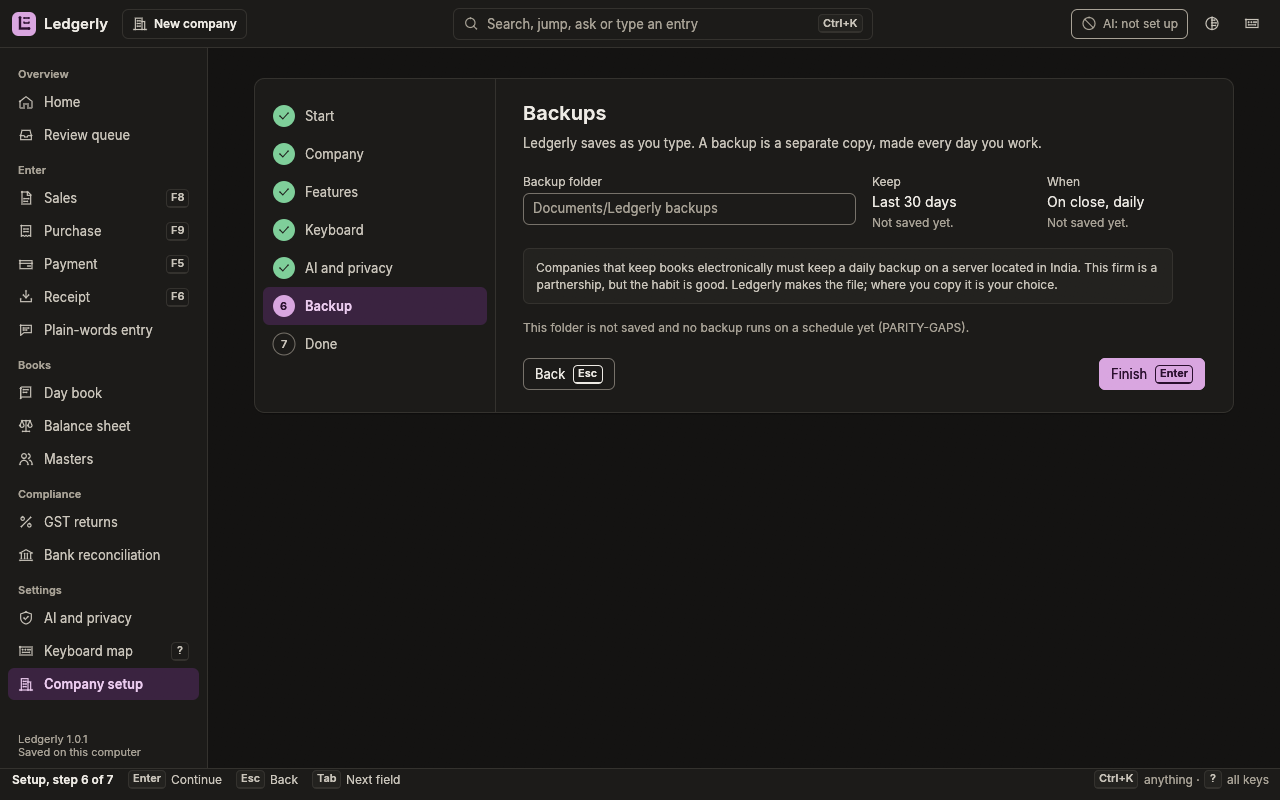 Ledgerly
New company
Search, jump, ask or type an entry
Ctrl+K
AI: not set up
Overview
Home
Review queue
Enter
Sales F8
Purchase F9
Payment F5
Receipt F6
Plain-words entry
Books
Day book
Balance sheet
Masters
Compliance
GST returns
Bank reconciliation
Settings
AI and privacy
Keyboard map ?
Company setup
Ledgerly 1.0.1
Saved on this computer
Start
Company
Features
Keyboard
AI and privacy
6 Backup
7 Done
Backups
Ledgerly saves as you type. A backup is a separate copy, made every day you work.
Backup folder
Documents/Ledgerly backups
Keep
Last 30 days
Not saved yet.
When
On close, daily
Not saved yet.
Companies that keep books electronically must keep a daily backup on a server located in India. This firm is a
partnership, but the habit is good. Ledgerly makes the file; where you copy it is your choice.
This folder is not saved and no backup runs on a schedule yet (PARITY-GAPS).
Back Esc
Finish Enter
Setup, step 6 of 7 Enter Continue Esc Back Tab Next field
Ctrl+K anything · ? all keys